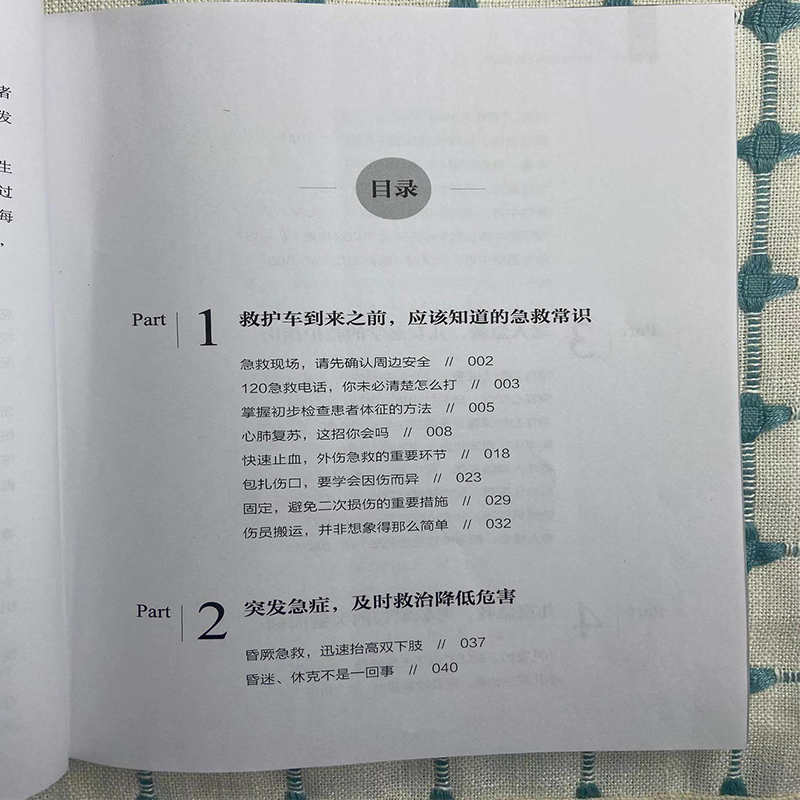 者
发
生
过
每
，
目录
Part 1 救护车到来之前，应该知道的急救常识
急救现场，请先确认周边安全 // 002
120急救电话，你未必清楚怎么打 // 003
掌握初步检查患者体征的方法 // 005
心肺复苏，这招你会吗 // 008
快速止血，外伤急救的重要环节 // 018
包扎伤口，要学会因伤而异 // 023
固定，避免二次损伤的重要措施 // 029
伤员搬运，并非想象得那么简单 // 032
Part 2 突发急症，及时救治降低危害
昏厥急救，迅速抬高双下肢 // 037
昏迷、休克不是一回事 // 040